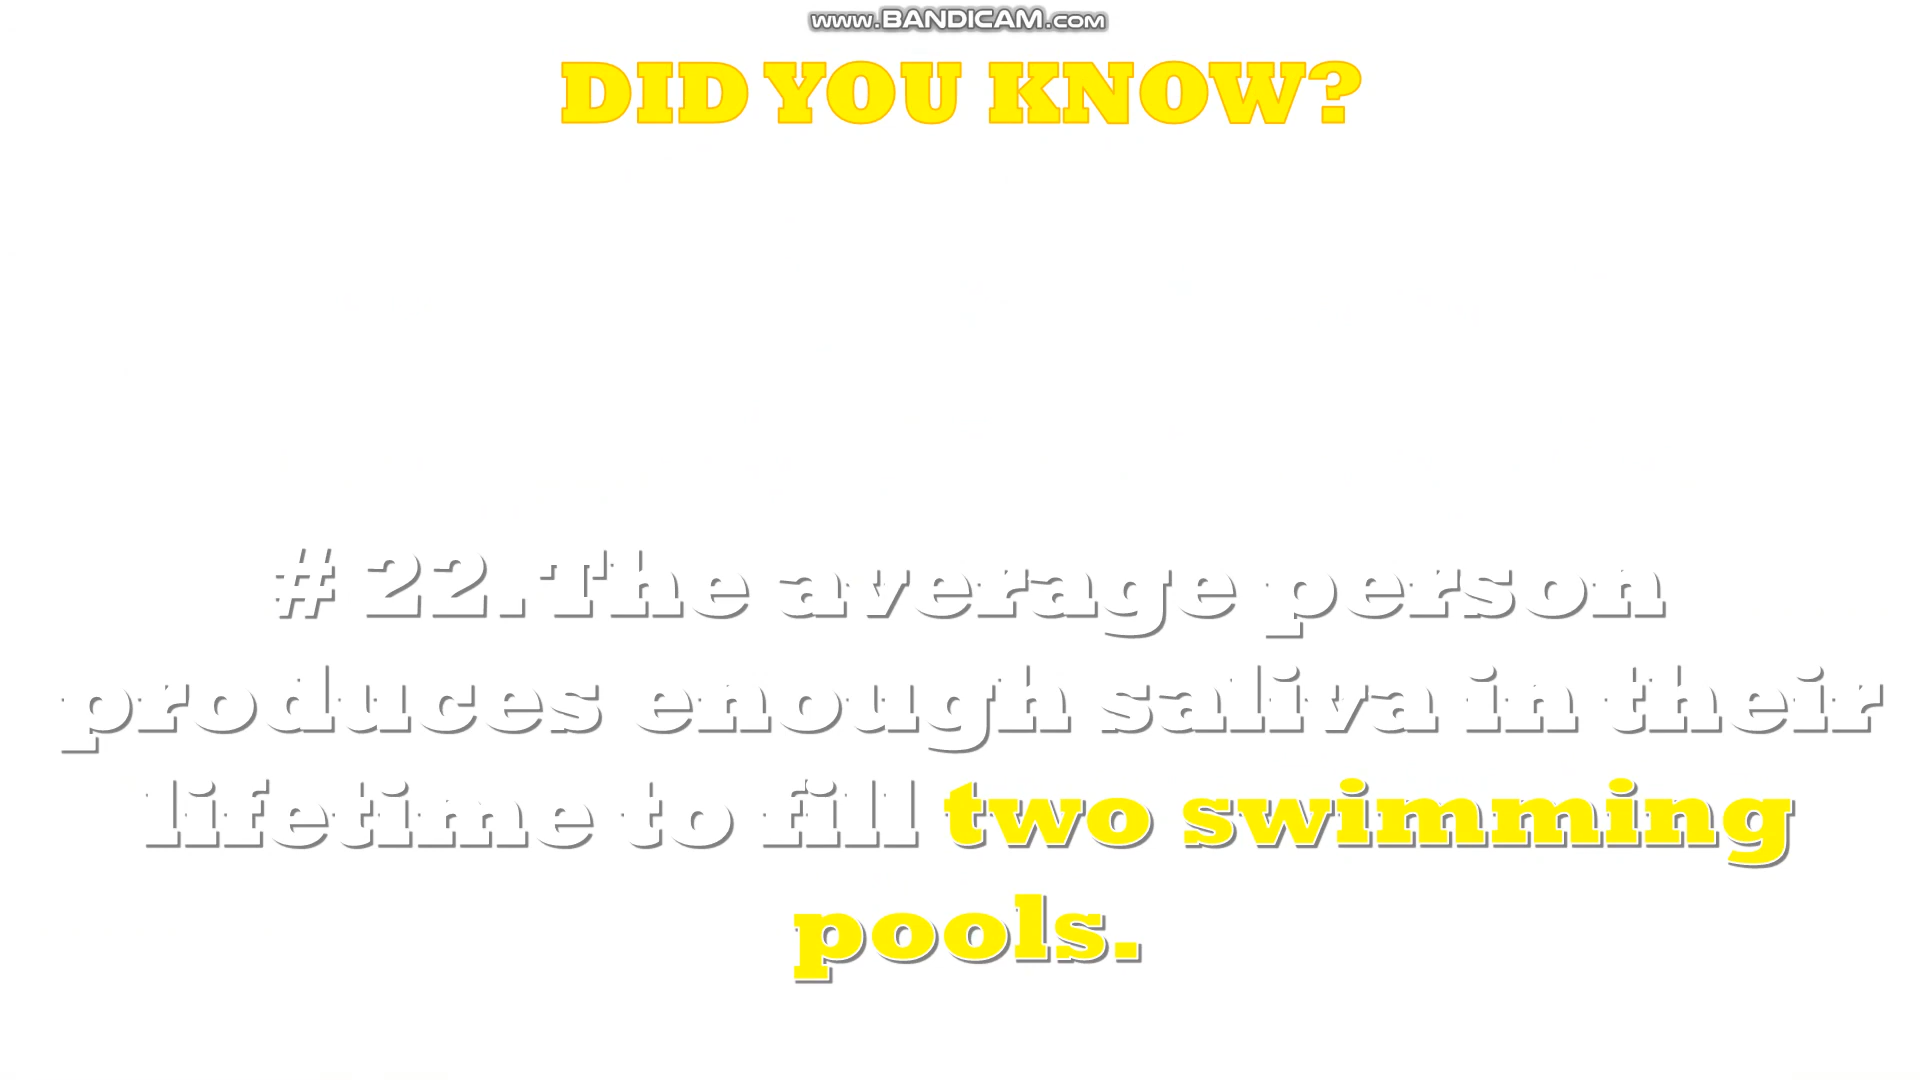 www.BANDICAM.com
DID YOU KNOW?
# 22.The average person
produces enough saliva in their
lifetime to fill two swimming
pools.